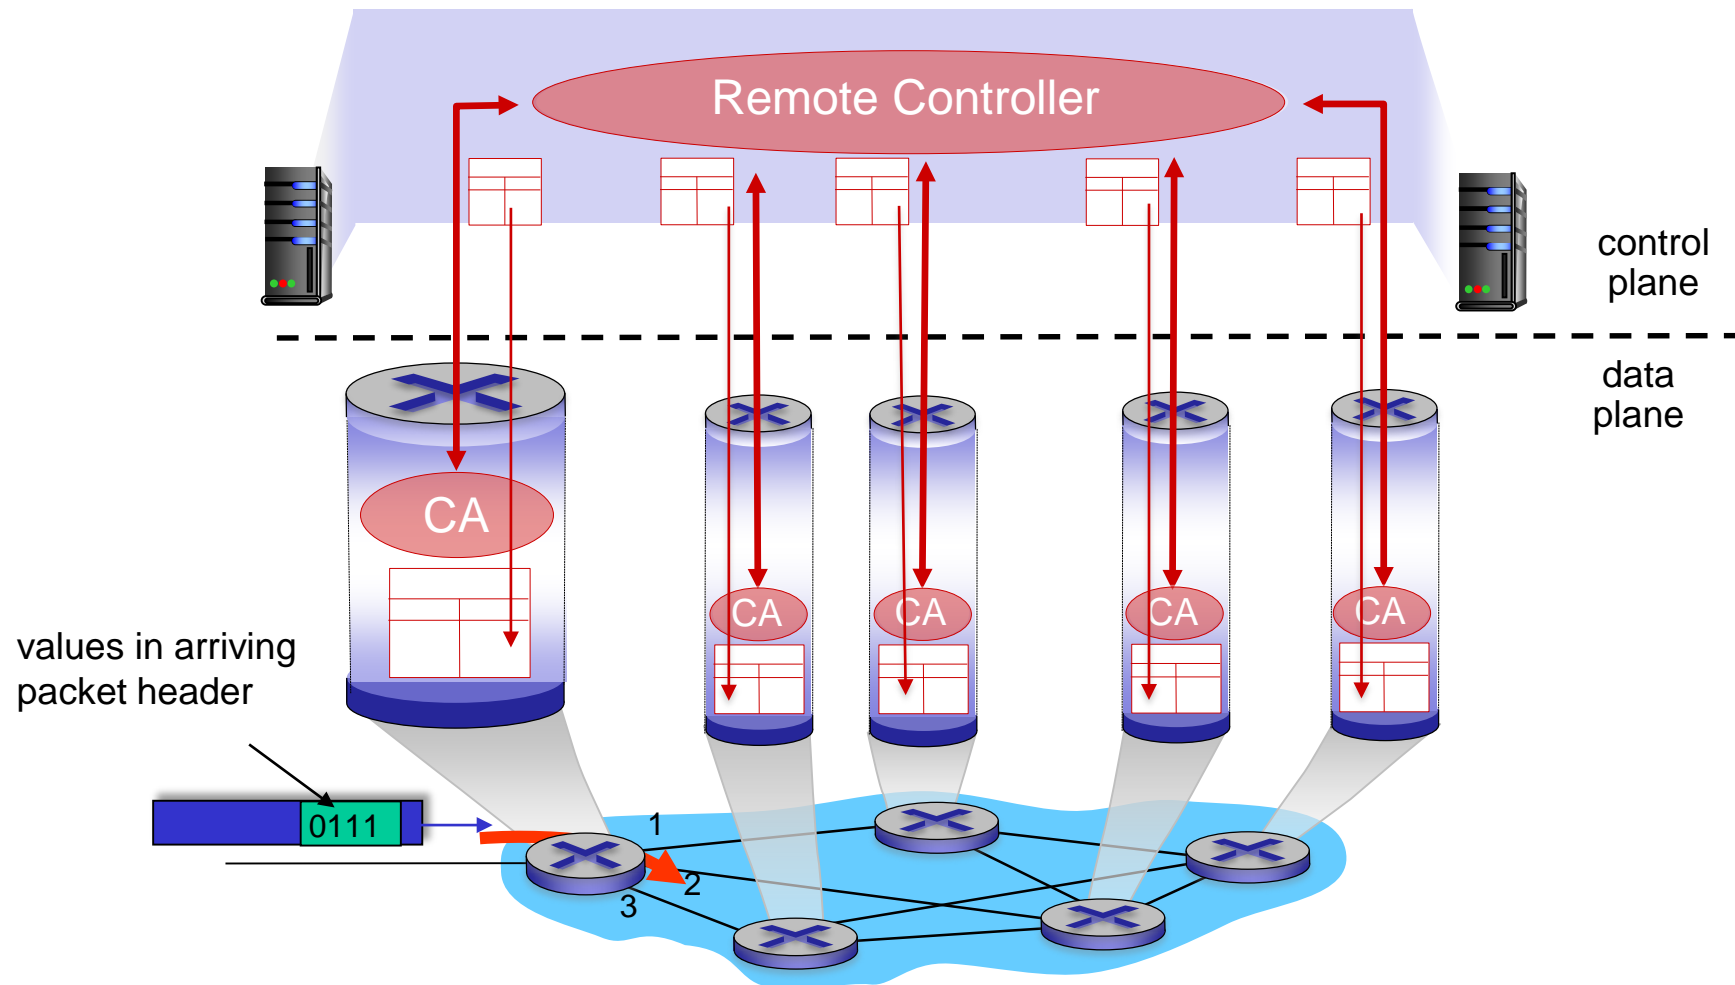 Remote Controller
control
plane
data
plane
CA
CA
CA
CA
CA
values in arriving
packet header
0111
1
2
3